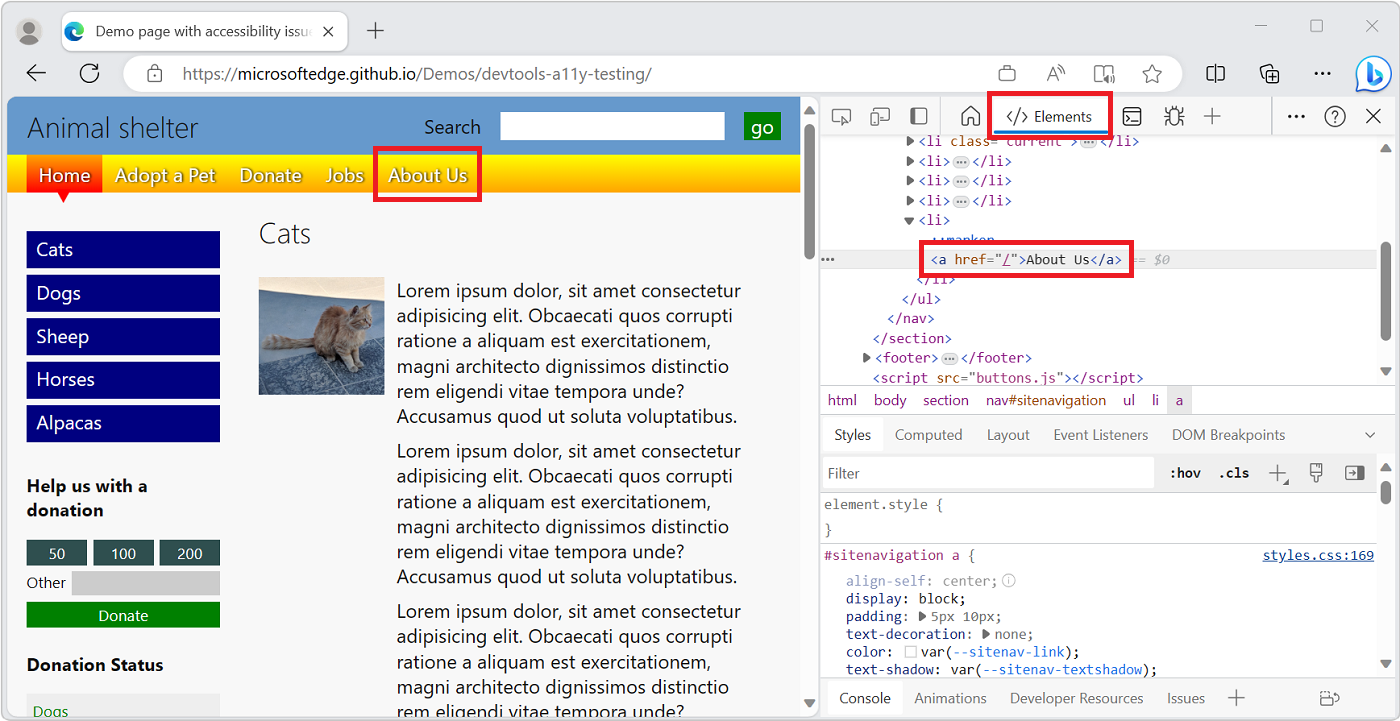 Demo page with accessibility issu
https://microsoftedge.github.io/Demos/devtools-a11y-testing/
Animal shelter
Search
go
Home
Adopt a Pet
Donate
Jobs
About Us
Cats
Dogs
Sheep
Horses
Alpacas
Help us with a
donation
50
100
200
Other
Donate
Donation Status
Dogs
Cats
Lorem ipsum dolor, sit amet consectetur
adipisicing elit. Obcaecati quos corrupti
ratione a aliquam est exercitationem,
magni architecto dignissimos distinctio
rem eligendi vitae tempora unde?
Accusamus quod ut soluta voluptatibus.
Lorem ipsum dolor, sit amet consectetur
adipisicing elit. Obcaecati quos corrupti
ratione a aliquam est exercitationem,
magni architecto dignissimos distinctio
rem eligendi vitae tempora unde?
Accusamus quod ut soluta voluptatibus.
Lorem ipsum dolor, sit amet consectetur
adipisicing elit. Obcaecati quos corrupti
ratione a aliquam est exercitationem,
magni architecto dignissimos distinctio
rem eligendi vitae tempora unde?
</> Elements
<li class="current">…</li>
<li>…</li>
<li>…</li>
<li>…</li>
<li>
<a href="/">About Us</a> == $0
</li>
</ul>
</nav>
</section>
<footer>…</footer>
<script src="buttons.js"></script>
html body section nav#sitenavigation ul li a
Styles Computed Layout Event Listeners DOM Breakpoints
Filter
:hov .cls
element.style {
}
#sitenavigation a {
styles.css:169
align-self: center;
display: block;
padding: 5px 10px;
text-decoration: none;
color: var(--sitenav-link);
text-shadow: var(--sitenav-textshadow);
Console Animations Developer Resources Issues